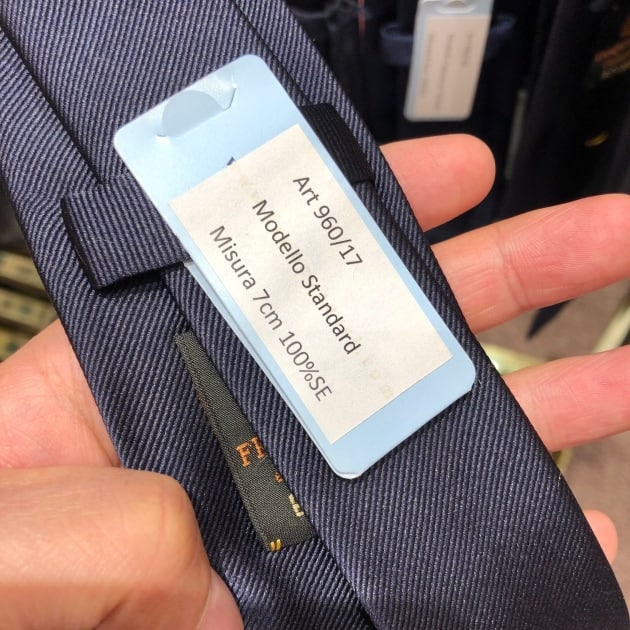 Art 960/17
Modello Standard
Misura 7cm 100%SE